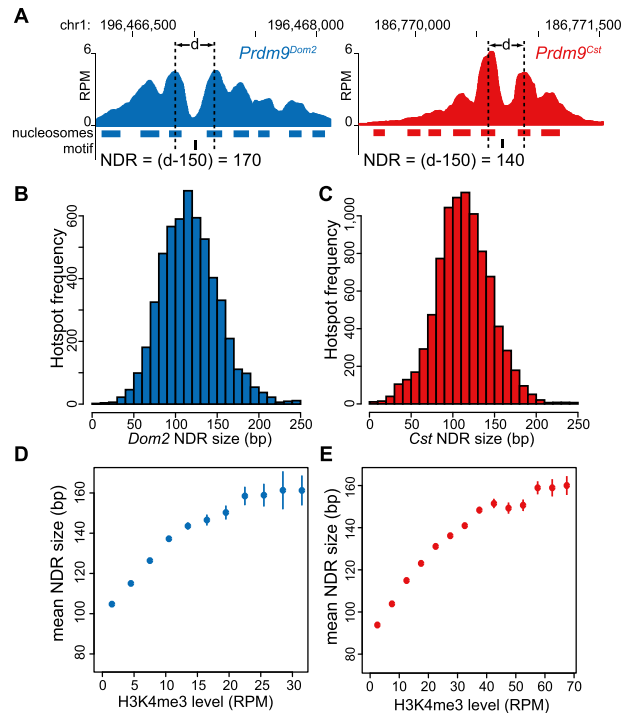 A
chr1: 196,466,500 196,468,000 186,770,000 186,771,500
d d
Prdm9Dom2 Prdm9Cst
6 6
RPM RPM
0 0
nucleosomes
motif
NDR = (d-150) = 170 NDR = (d-150) = 140
B
Hotspot frequency
600
400
200
0
0 50 100 150 200 250
Dom2 NDR size (bp)
C
Hotspot frequency
1,000
800
600
400
200
0
0 50 100 150 200 250
Cst NDR size (bp)
D
mean NDR size (bp)
160
140
120
100
80
0 5 10 15 20 25 30
H3K4me3 level (RPM)
E
mean NDR size (bp)
160
140
120
100
80
0 10 20 30 40 50 60 70
H3K4me3 level (RPM)